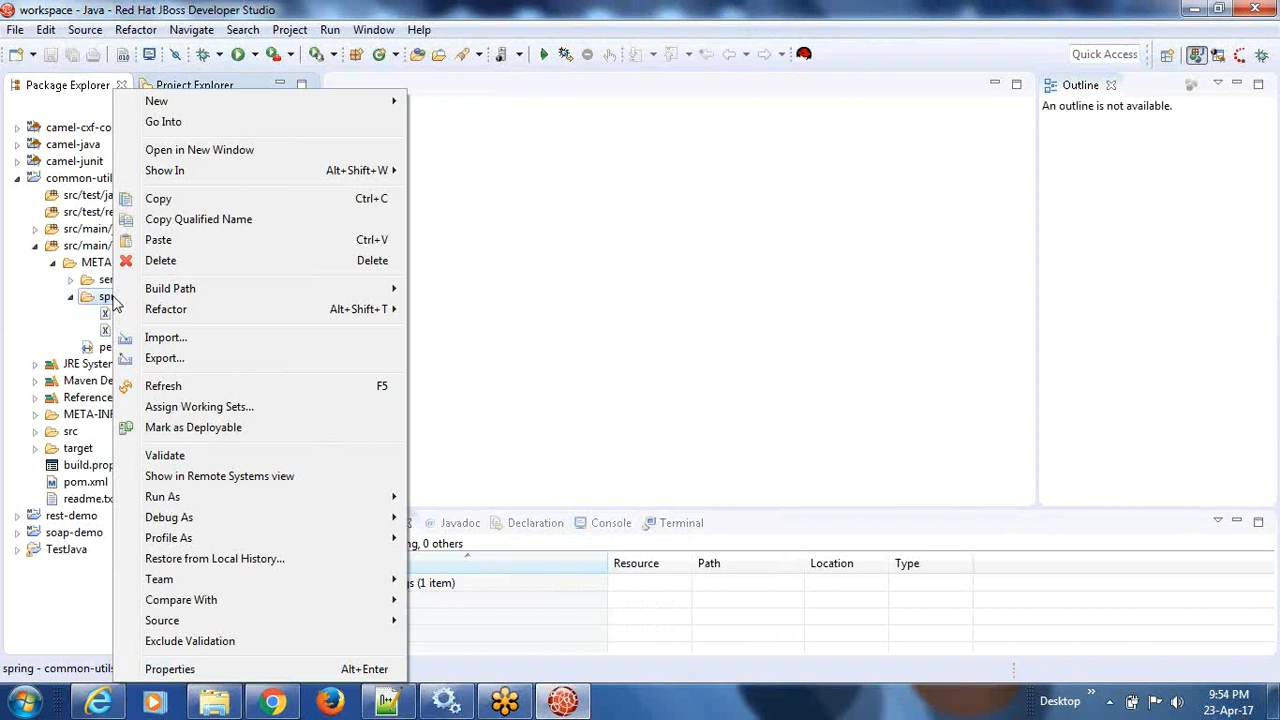 workspace - Java - Red Hat JBoss Developer Studio
File Edit Source Refactor Navigate Search Project Run Window Help
Quick Access
Package Explorer
Project Explorer
Outline
An outline is not available.
camel-cxf-co
camel-java
camel-junit
common-util
src/test/ja
src/test/re
src/main/
src/main/
META
ser
spr
pe
JRE System
Maven De
Reference
META-INF
src
target
build.prop
pom.xml
readme.tx
rest-demo
soap-demo
TestJava
New
Go Into
Open in New Window
Show In Alt+Shift+W
Copy Ctrl+C
Copy Qualified Name
Paste Ctrl+V
Delete Delete
Build Path
Refactor Alt+Shift+T
Import...
Export...
Refresh F5
Assign Working Sets...
Mark as Deployable
Validate
Show in Remote Systems view
Run As
Debug As
Profile As
Restore from Local History...
Team
Compare With
Source
Exclude Validation
Properties Alt+Enter
Javadoc Declaration Console Terminal
ng, 0 others
Resource Path Location Type
gs (1 item)
spring - common-utils
Desktop
9:54 PM
23-Apr-17